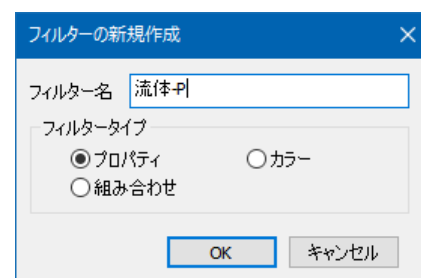 フィルターの新規作成
フィルター名 流体-P
フィルタータイプ
プロパティ カラー
組み合わせ
OK キャンセル